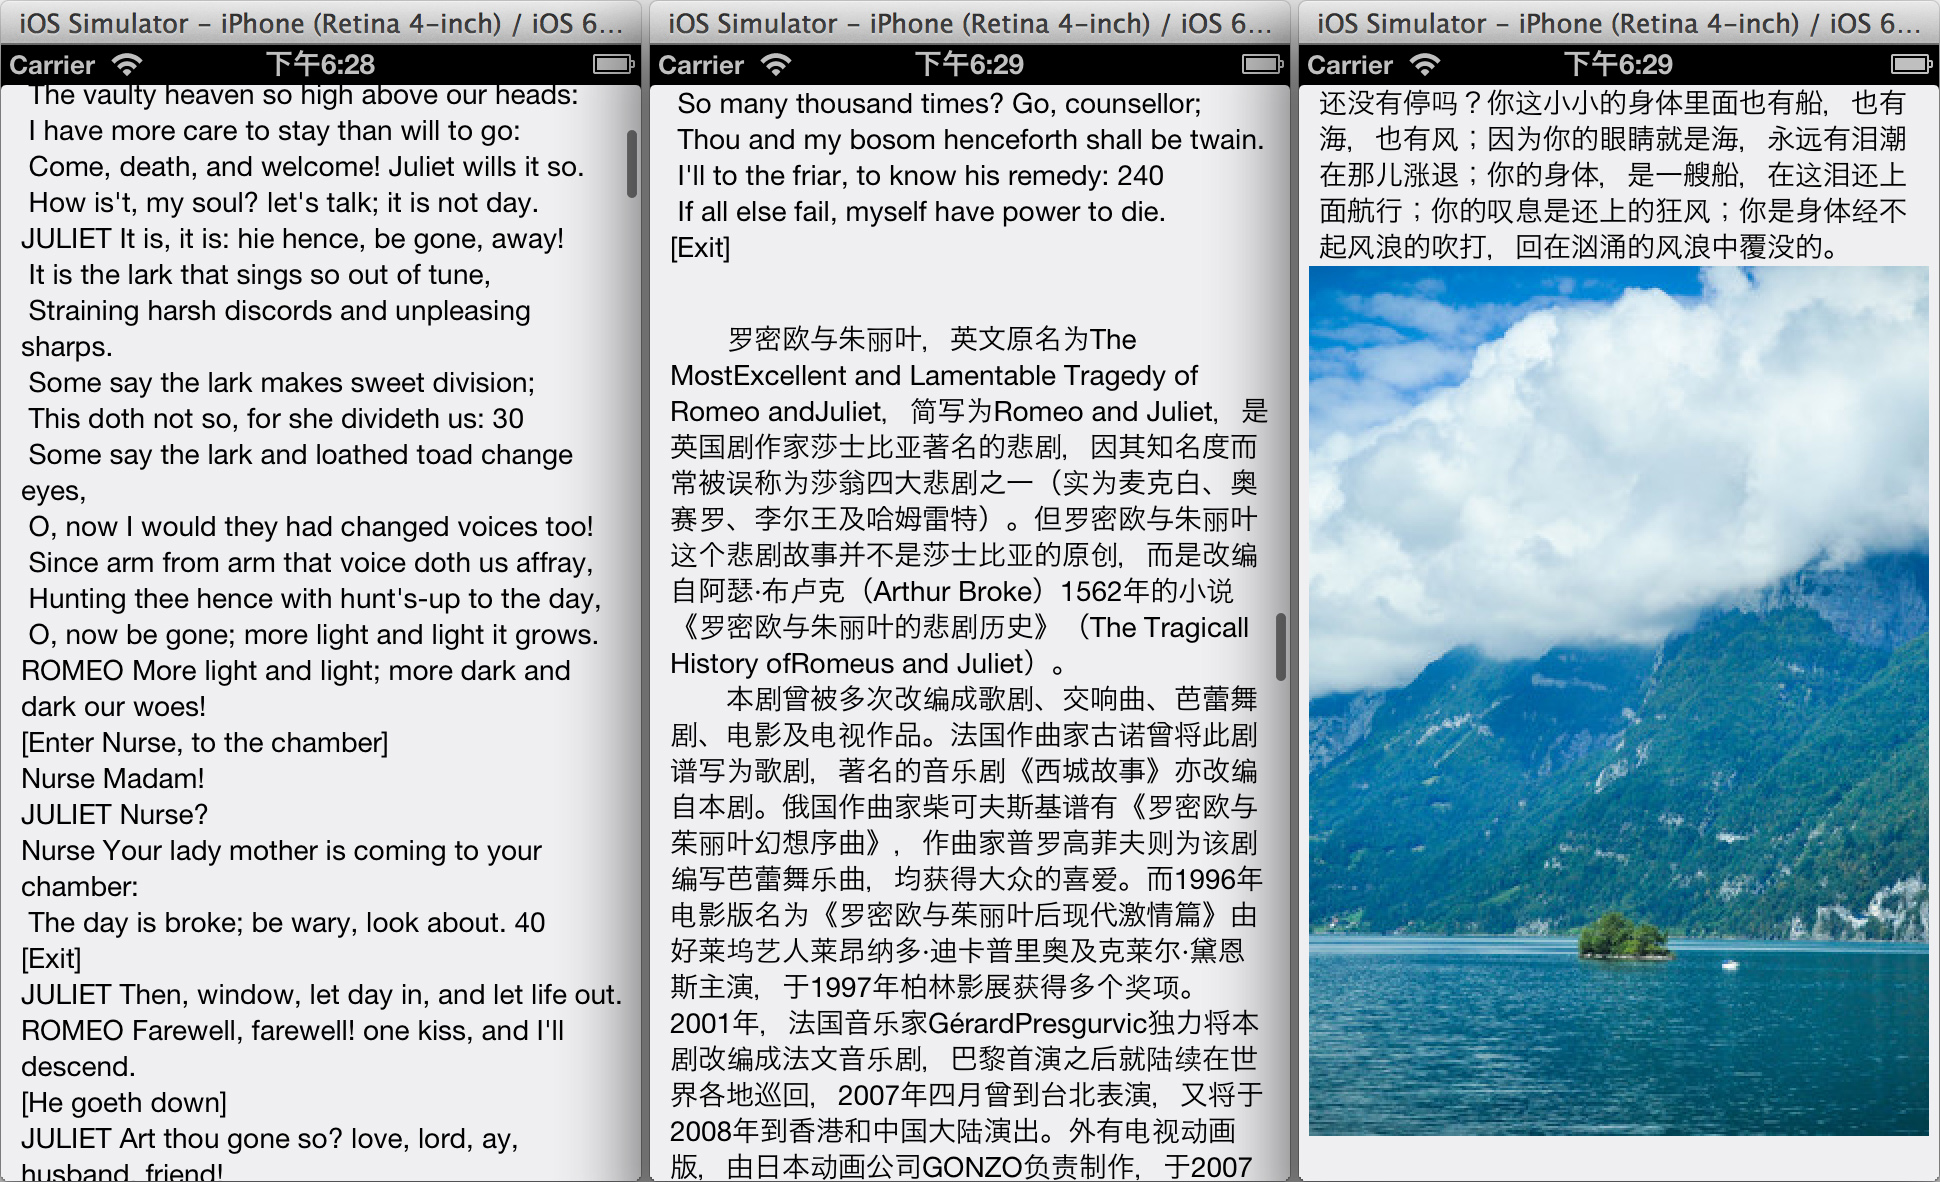 iOS Simulator – iPhone (Retina 4-inch) / iOS 6...
Carrier 下午6:28
The vaulty heaven so high above our heads:
I have more care to stay than will to go:
Come, death, and welcome! Juliet wills it so.
How is't, my soul? let's talk; it is not day.
JULIET It is, it is: hie hence, be gone, away!
It is the lark that sings so out of tune,
Straining harsh discords and unpleasing
sharps.
Some say the lark makes sweet division;
This doth not so, for she divideth us: 30
Some say the lark and loathed toad change
eyes,
O, now I would they had changed voices too!
Since arm from arm that voice doth us affray,
Hunting thee hence with hunt's-up to the day,
O, now be gone; more light and light it grows.
ROMEO More light and light; more dark and
dark our woes!
[Enter Nurse, to the chamber]
Nurse Madam!
JULIET Nurse?
Nurse Your lady mother is coming to your
chamber:
The day is broke; be wary, look about. 40
[Exit]
JULIET Then, window, let day in, and let life out.
ROMEO Farewell, farewell! one kiss, and I'll
descend.
[He goeth down]
JULIET Art thou gone so? love, lord, ay,
husband, friend!
iOS Simulator – iPhone (Retina 4-inch) / iOS 6...
Carrier 下午6:29
So many thousand times? Go, counsellor;
Thou and my bosom henceforth shall be twain.
I'll to the friar, to know his remedy: 240
If all else fail, myself have power to die.
[Exit]
罗密欧与朱丽叶，英文原名为The
MostExcellent and Lamentable Tragedy of
Romeo andJuliet，简写为Romeo and Juliet，是
英国剧作家莎士比亚著名的悲剧，因其知名度而
常被误称为莎翁四大悲剧之一（实为麦克白、奥
赛罗、李尔王及哈姆雷特）。但罗密欧与朱丽叶
这个悲剧故事并不是莎士比亚的原创，而是改编
自阿瑟·布卢克（Arthur Broke）1562年的小说
《罗密欧与朱丽叶的悲剧历史》（The Tragicall
History ofRomeus and Juliet）。
本剧曾被多次改编成歌剧、交响曲、芭蕾舞
剧、电影及电视作品。法国作曲家古诺曾将此剧
谱写为歌剧，著名的音乐剧《西城故事》亦改编
自本剧。俄国作曲家柴可夫斯基谱有《罗密欧与
茱丽叶幻想序曲》，作曲家普罗高菲夫则为该剧
编写芭蕾舞乐曲，均获得大众的喜爱。而1996年
电影版名为《罗密欧与茱丽叶后现代激情篇》由
好莱坞艺人莱昂纳多·迪卡普里奥及克莱尔·黛恩
斯主演，于1997年柏林影展获得多个奖项。
2001年，法国音乐家GérardPresgurvic独力将本
剧改编成法文音乐剧，巴黎首演之后就陆续在世
界各地巡回，2007年四月曾到台北表演，又将于
2008年到香港和中国大陆演出。外有电视动画
版，由日本动画公司GONZO负责制作，于2007
iOS Simulator – iPhone (Retina 4-inch) / iOS 6...
Carrier 下午6:29
还没有停吗？你这小小的身体里面也有船，也有
海，也有风；因为你的眼睛就是海，永远有泪潮
在那儿涨退；你的身体，是一艘船，在这泪还上
面航行；你的叹息是还上的狂风；你是身体经不
起风浪的吹打，回在汹涌的风浪中覆没的。